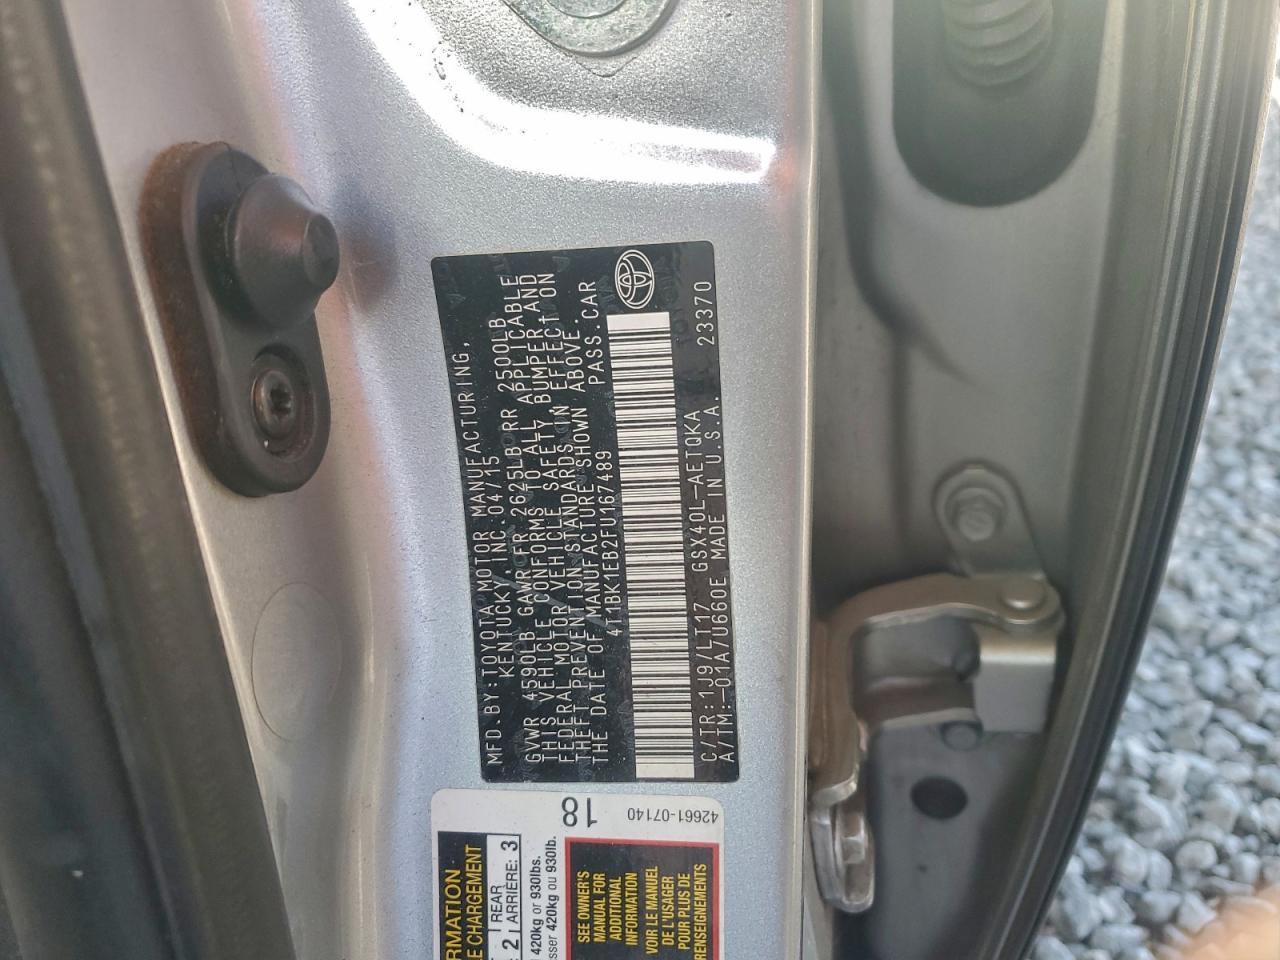 MFD.BY:TOYOTA MOTOR MANUFACTURING,
KENTUCKY, INC. 04/15
GVWR 4590LB GAWR FR 2625LB RR 2500LB
THIS VEHICLE CONFORMS TO ALL APPLICABLE
FEDERAL MOTOR VEHICLE SAFETY, BUMPER, AND
THEFT PREVENTION STANDARDS IN EFFECT ON
THE DATE OF MANUFACTURE SHOWN ABOVE.
4T1BK1EB2FU167489 PASS.CAR
C/TR:1J9/LT17 GSX40L-AETQKA
A/TM:-01A/U660E MADE IN U.S.A. 23370
18
42661-07140
RMATION
E CHARGEMENT
2 REAR 3
ARRIÈRE:
420kg or 930lbs.
sser 420kg ou 930lb.
SEE OWNER'S
MANUAL FOR
ADDITIONAL
INFORMATION
VOIR LE MANUEL
DE L'USAGER
POUR PLUS DE
RENSEIGNEMENTS